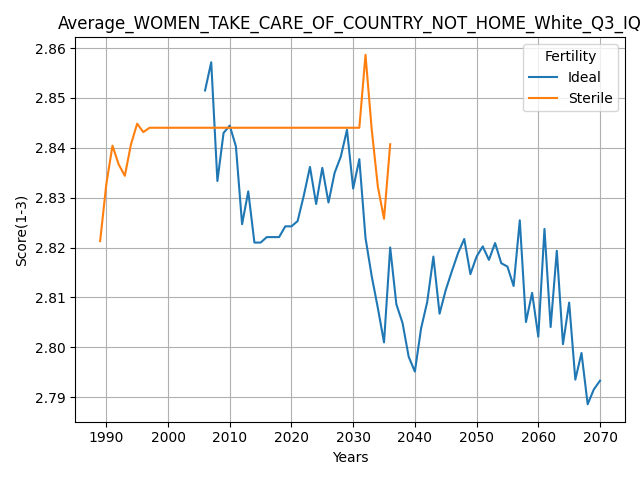 Average_WOMEN_TAKE_CARE_OF_COUNTRY_NOT_HOME_White_Q3_IQ
Fertility
Ideal
Sterile
2.86
2.85
2.84
2.83
2.82
2.81
2.80
2.79
Score(1-3)
1990 2000 2010 2020 2030 2040 2050 2060 2070
Years